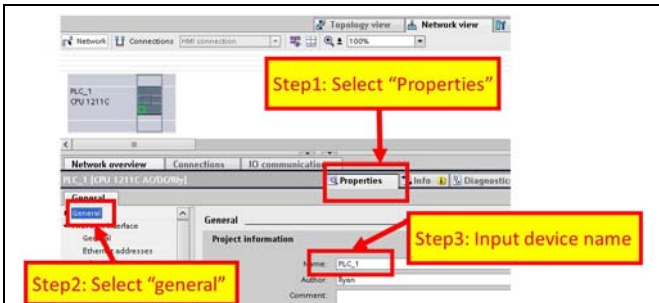 Topology view Network view
Network Connections HMI connection 100%
Step1: Select "Properties"
PLC_1
CPU 1211C
Network overview Connections IO communication
PLC_1 [CPU 1211C AC/DC/Rly] Properties Info Diagnostic
General
General
General
Project information
Ethernet addresses
Step3: Input device name
Name: PLC_1
Step2: Select "general"
Author: Ryan
Comment: